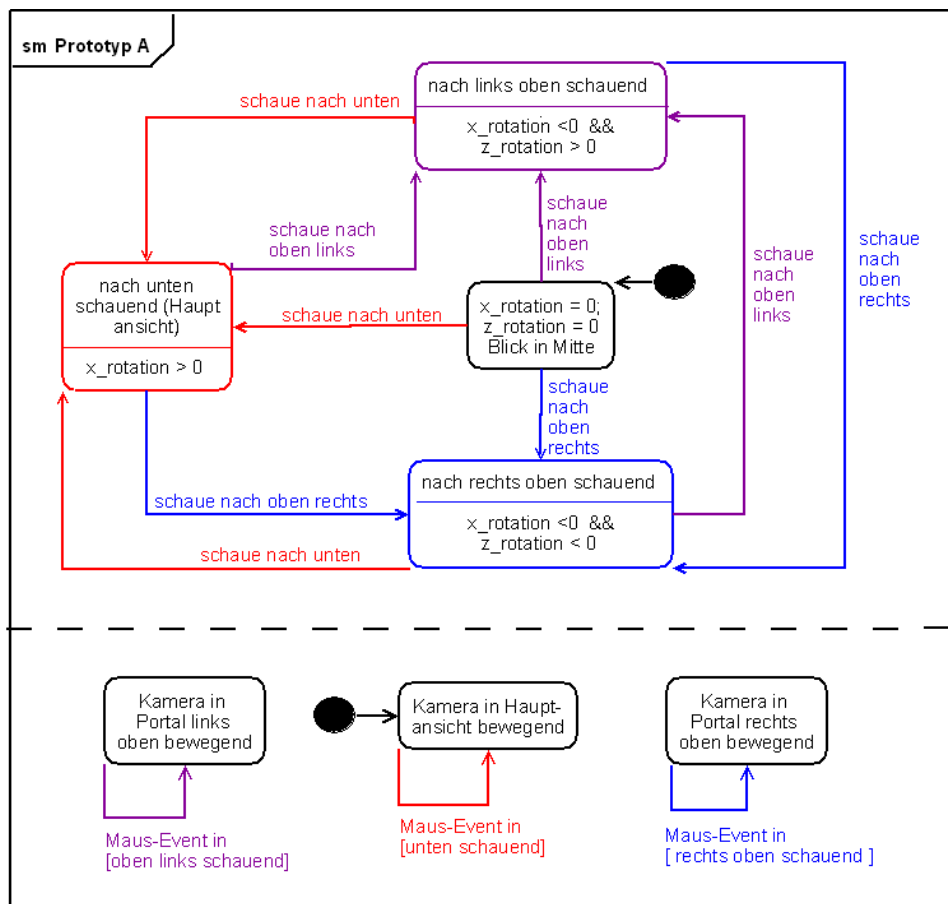 sm Prototyp A
nach links oben schauend
x_rotation <0 &&
z_rotation > 0
schaue nach unten
schaue nach
oben links
schaue
nach
oben
links
schaue
nach
oben
links
schaue
nach
oben
rechts
nach unten
schauend (Haupt
ansicht)
x_rotation > 0
schaue nach unten
x_rotation = 0;
z_rotation = 0
Blick in Mitte
schaue
nach
oben
rechts
nach rechts oben schauend
x_rotation <0 &&
z_rotation < 0
schaue nach oben rechts
schaue nach unten
Kamera in
Portal links
oben bewegend
Kamera in Haupt-
ansicht bewegend
Kamera in
Portal rechts
oben bewegend
Maus-Event in
[oben links schauend]
Maus-Event in
[unten schauend]
Maus-Event in
[ rechts oben schauend ]